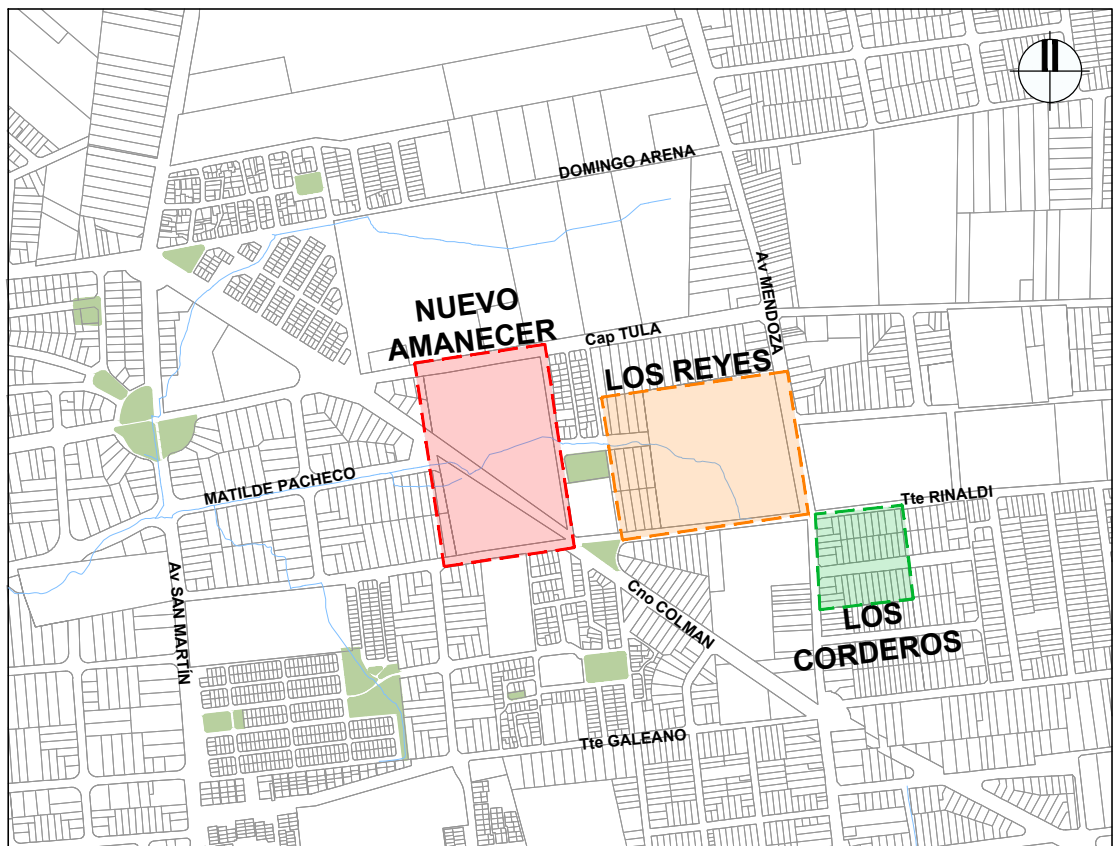 DOMINGO ARENA
Av MENDOZA
NUEVO
AMANECER
Cap TULA
LOS REYES
MATILDE PACHECO
Tte RINALDI
Av SAN MARTÍN
Cno COLMAN
LOS
CORDEROS
Tte GALEANO